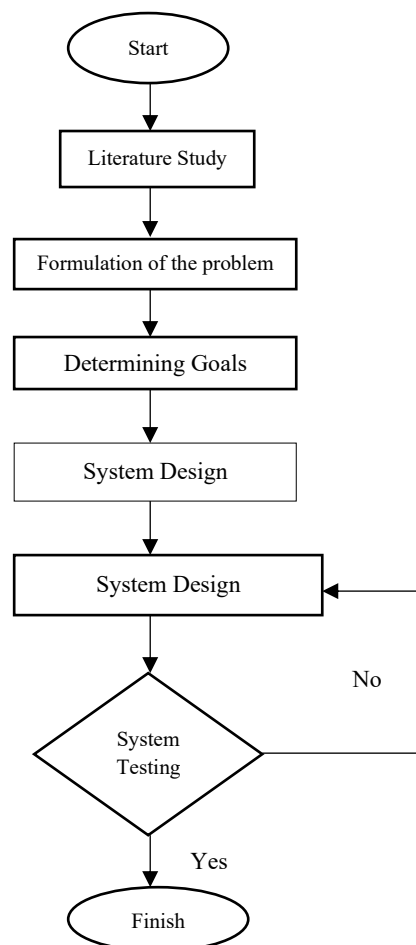 Start
Literature Study
Formulation of the problem
Determining Goals
System Design
System Design
No
System
Testing
Yes
Finish